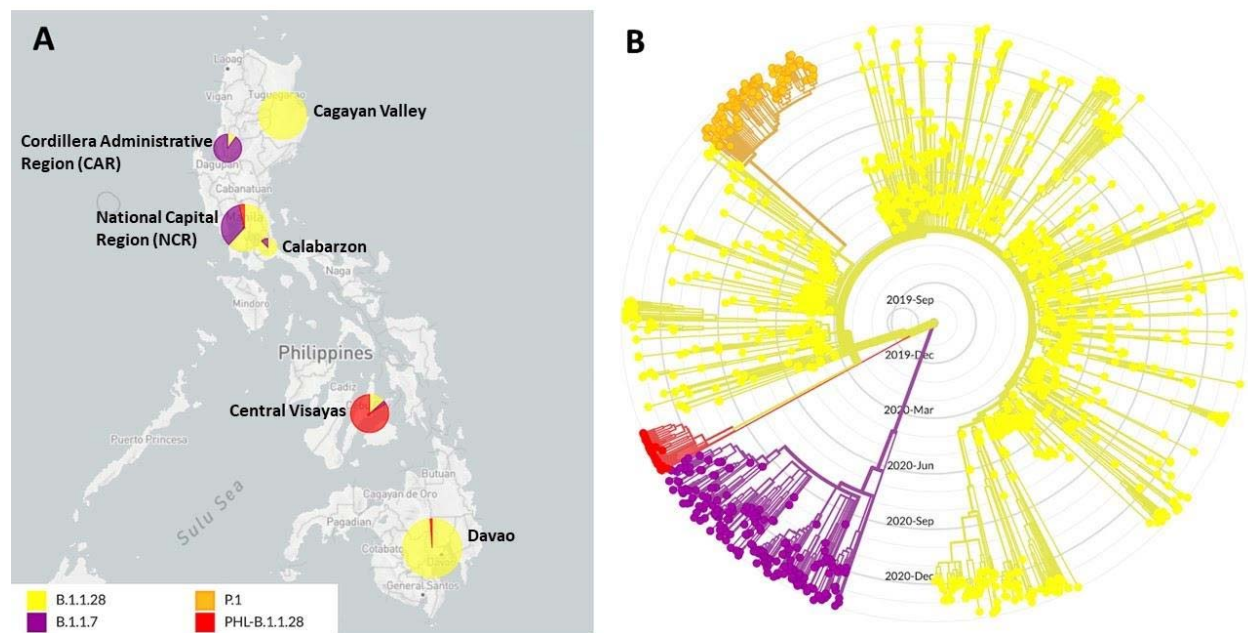 A
Laoag
Vigan
Tuguegarao
Cagayan Valley
Cordillera Administrative
Region (CAR)
Dagupan
Cabanatuan
National Capital
Region (NCR)
Manila
Calabarzon
Naga
Mindoro
Philippines
Cadiz
Central Visayas
Puerto Princesa
Sulu Sea
Butuan
Cagayan de Oro
Pagadian
Davao
Cotabato
Davao
General Santos
B.1.1.28
P.1
B.1.1.7
PHL-B.1.1.28
B
2019-Sep
2019-Dec
2020-Mar
2020-Jun
2020-Sep
2020-Dec